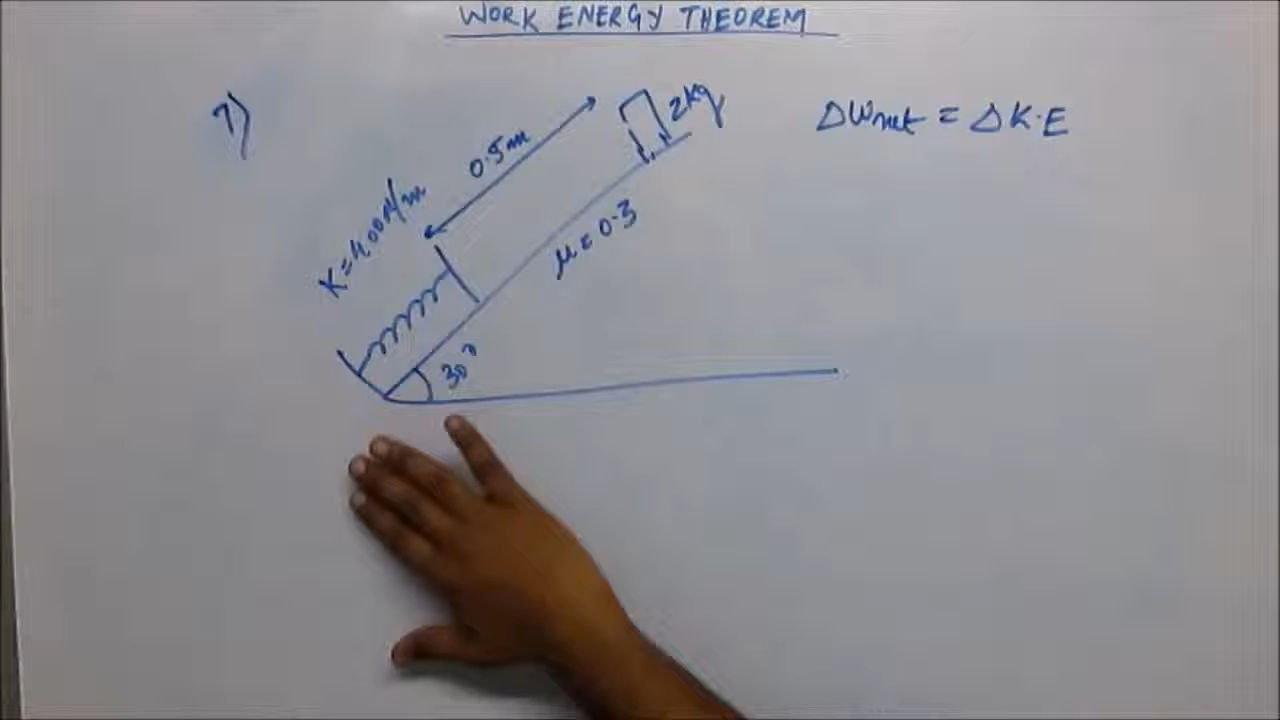 WORK ENERGY THEOREM
7)
2kg
ΔWnet = ΔK.E
0.5m
K=400N/m
μ=0.3
30°